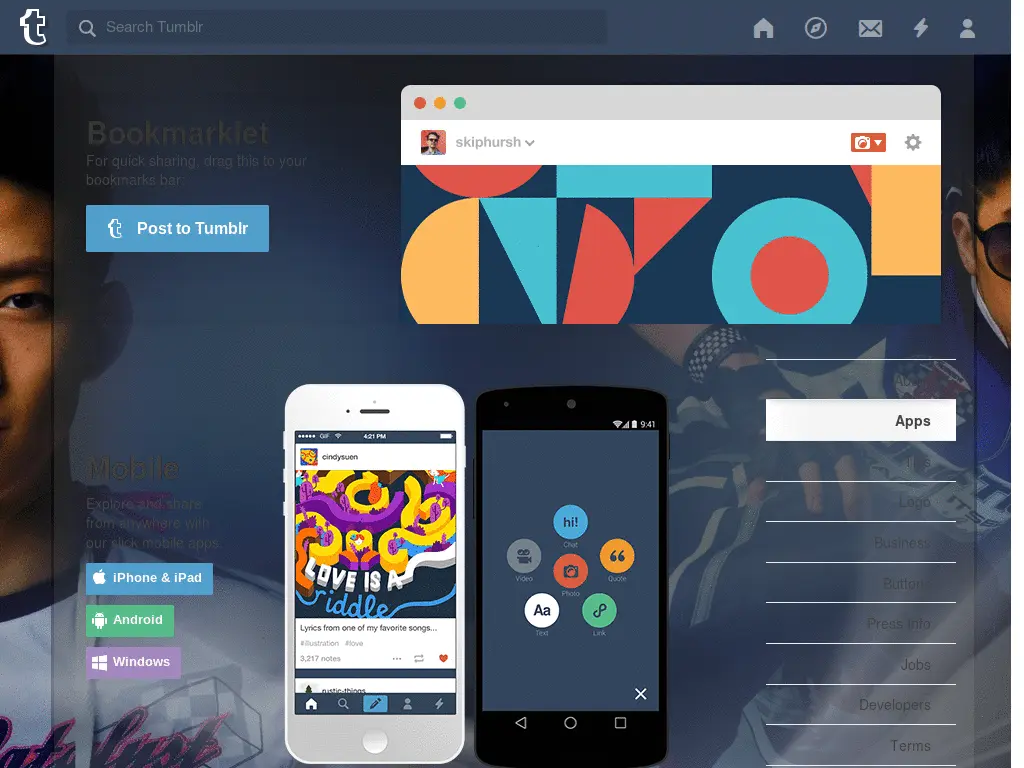 Search Tumblr
Bookmarklet
For quick sharing, drag this to your
bookmarks bar:
Post to Tumblr
skiphursh
Mobile
Explore and share
from anywhere with
our slick mobile apps.
iPhone & iPad
Android
Windows
GIF
4:21 PM
cindysuen
LOVE IS A
riddle
Lyrics from one of my favorite songs...
#illustration #love
3,217 notes
rustic-things
9:41
hi!
Chat
Video
Photo
Quote
Aa
Text
Link
Apps
Logo
Business
Buttons
Press Info
Jobs
Developers
Terms